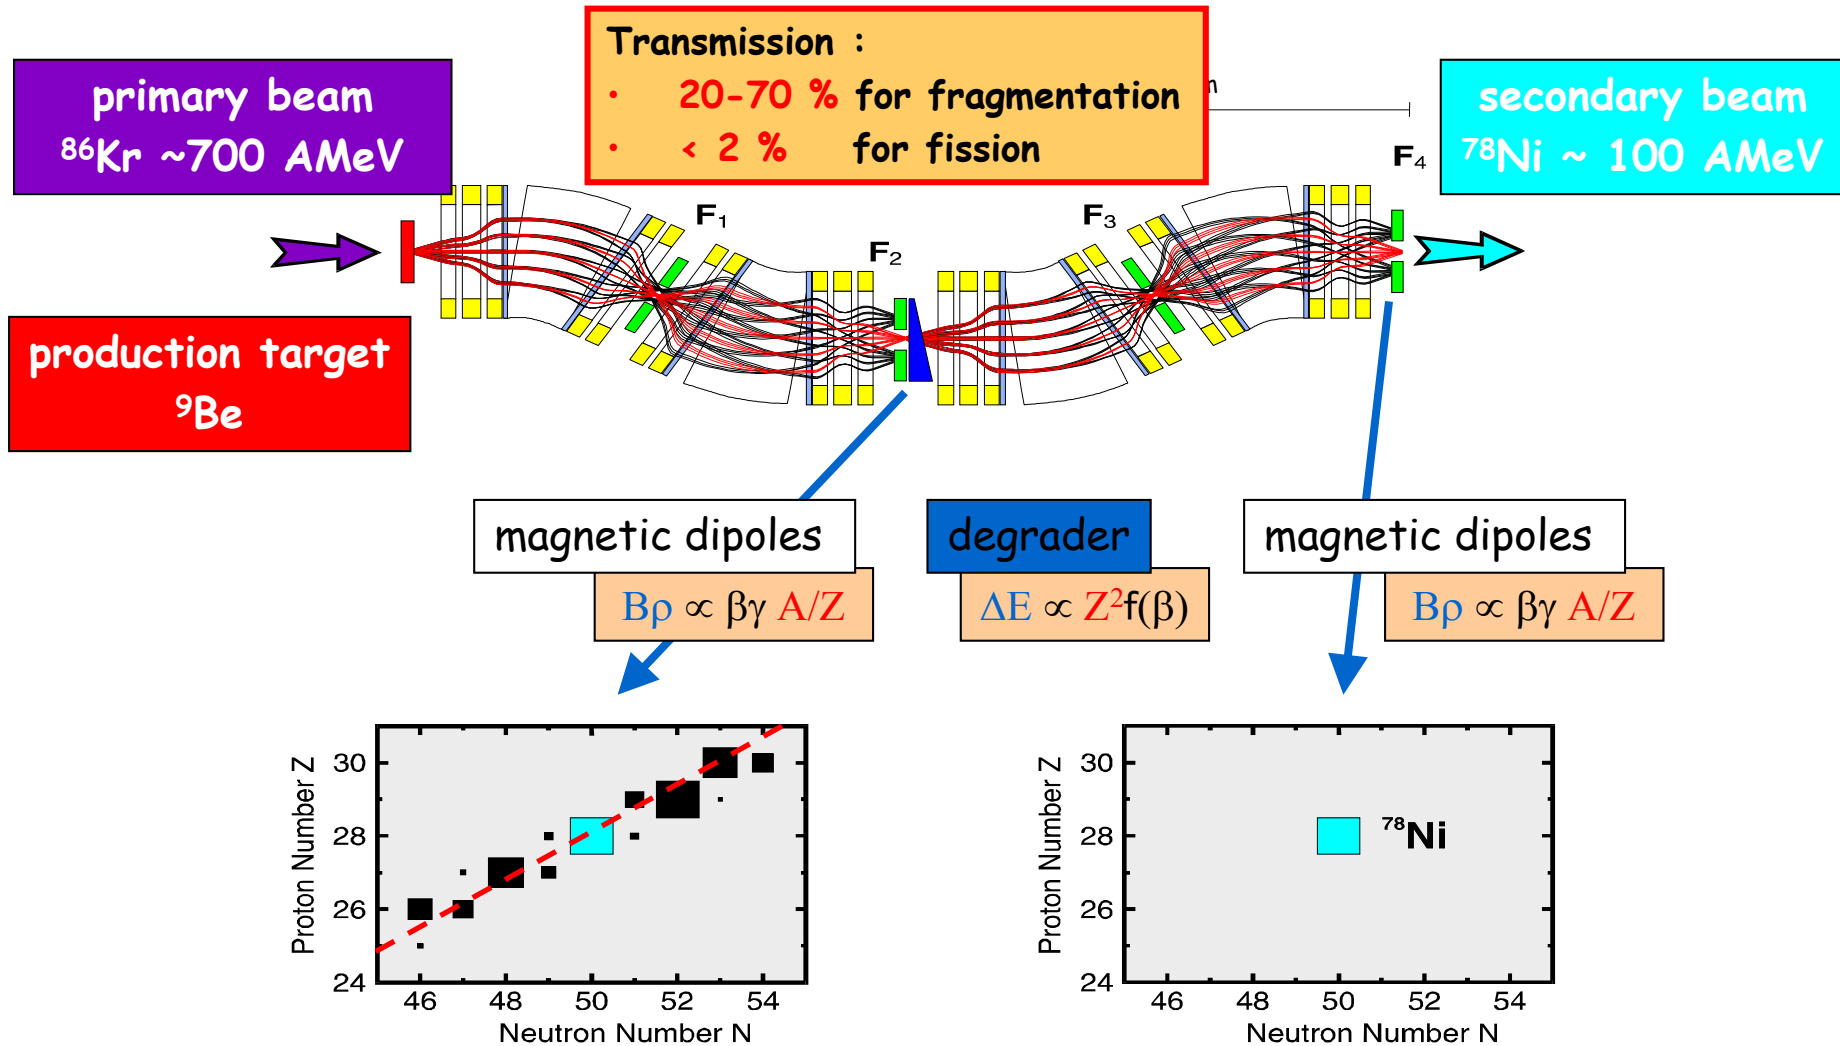 Transmission :
• 20-70 % for fragmentation
• < 2 % for fission
primary beam
⁸⁶Kr ~700 AMeV
secondary beam
⁷⁸Ni ~ 100 AMeV
F₁
F₂
F₃
F₄
production target
⁹Be
magnetic dipoles
Bρ ∝ βγ A/Z
degrader
ΔE ∝ Z²f(β)
magnetic dipoles
Bρ ∝ βγ A/Z
Proton Number Z
30
28
26
24
46 48 50 52 54
Neutron Number N
Proton Number Z
30
28
26
24
⁷⁸Ni
46 48 50 52 54
Neutron Number N